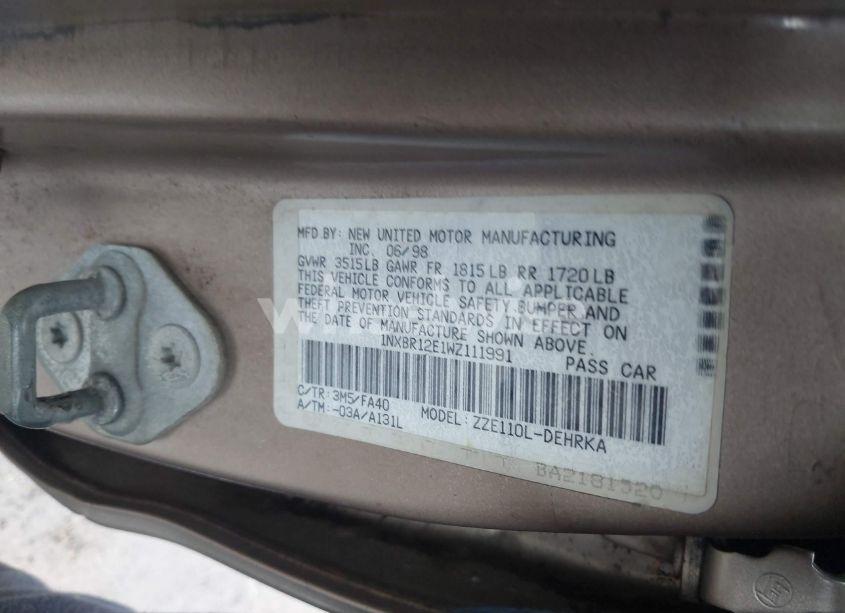 MFD BY: NEW UNITED MOTOR MANUFACTURING
INC. 06/98
GVWR 3515LB GAWR FR 1815LB RR 1720LB
THIS VEHICLE CONFORMS TO ALL APPLICABLE
FEDERAL MOTOR VEHICLE SAFETY BUMPER AND
THEFT PREVENTION STANDARDS IN EFFECT ON
THE DATE OF MANUFACTURE SHOWN ABOVE.
1NXBR12E1WZ111991
PASS CAR
C/TR: 3M5/FA40
A/TM: -03A/A131L
MODEL: ZZE110L-DEHRKA
BA2181520